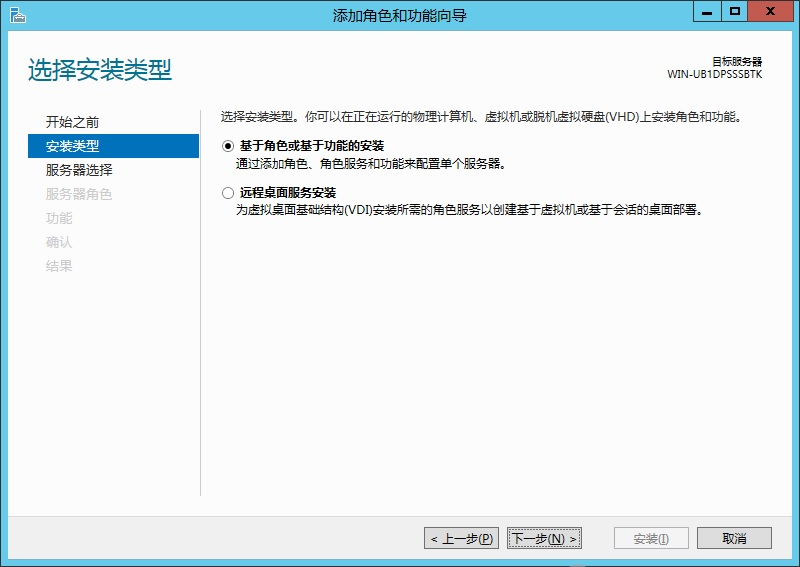 添加角色和功能向导
选择安装类型
目标服务器
WIN-UB1DPSSSBTK
开始之前
安装类型
服务器选择
服务器角色
功能
确认
结果
选择安装类型。你可以在正在运行的物理计算机、虚拟机或脱机虚拟硬盘(VHD)上安装角色和功能。
基于角色或基于功能的安装
通过添加角色、角色服务和功能来配置单个服务器。
远程桌面服务安装
为虚拟桌面基础结构(VDI)安装所需的角色服务以创建基于虚拟机或基于会话的桌面部署。
< 上一步(P)
下一步(N) >
安装(I)
取消